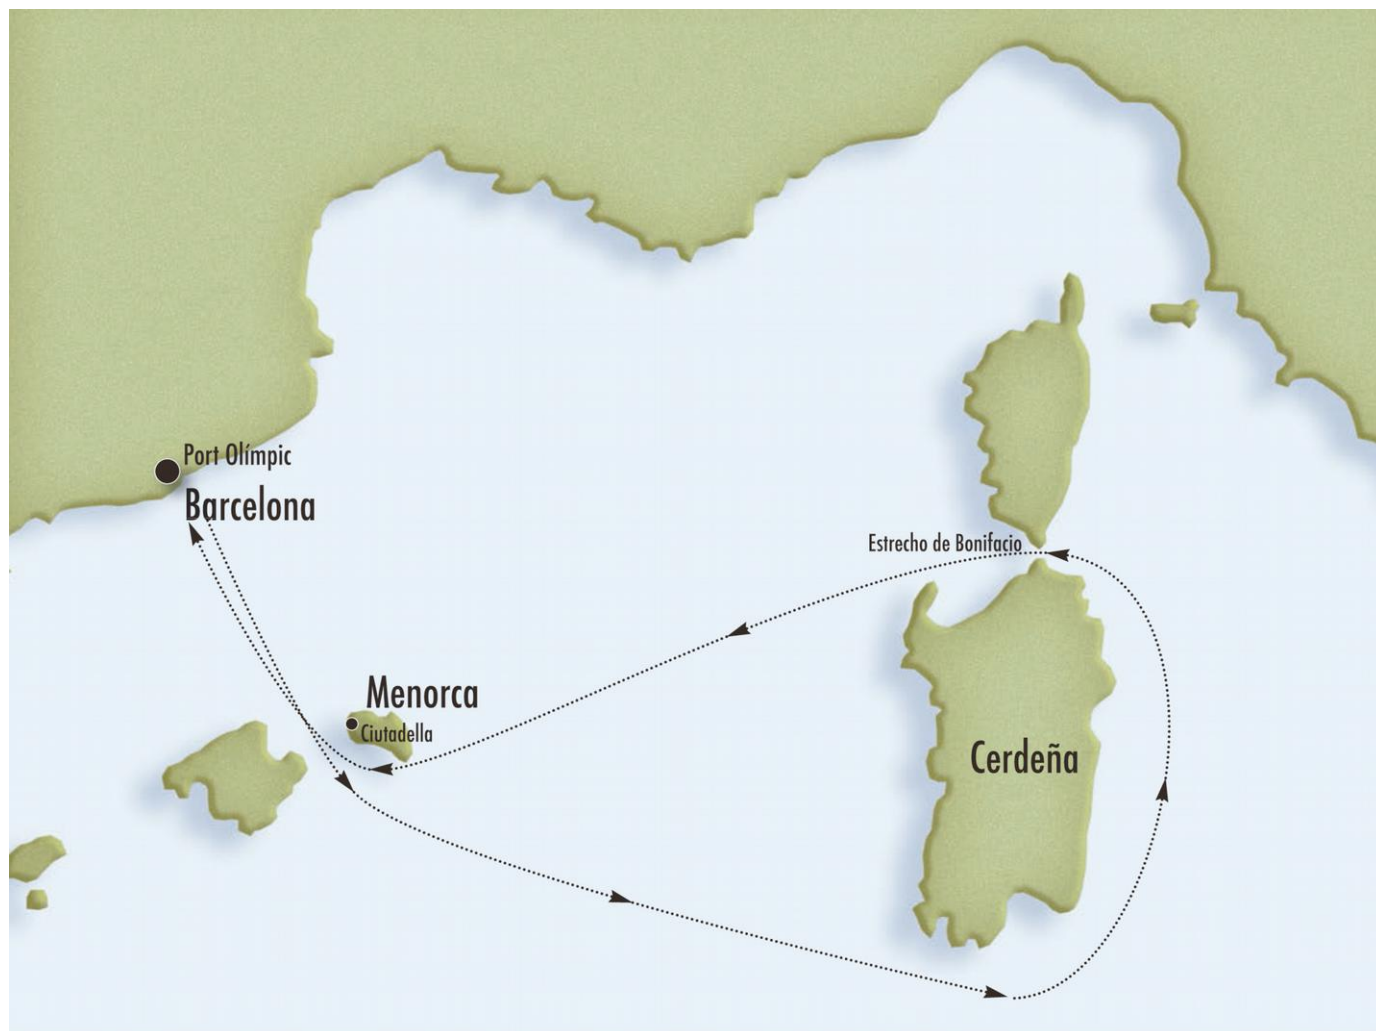 Port Olímpic
Barcelona
Estrecho de Bonifacio
Menorca
Ciutadella
Cerdeña